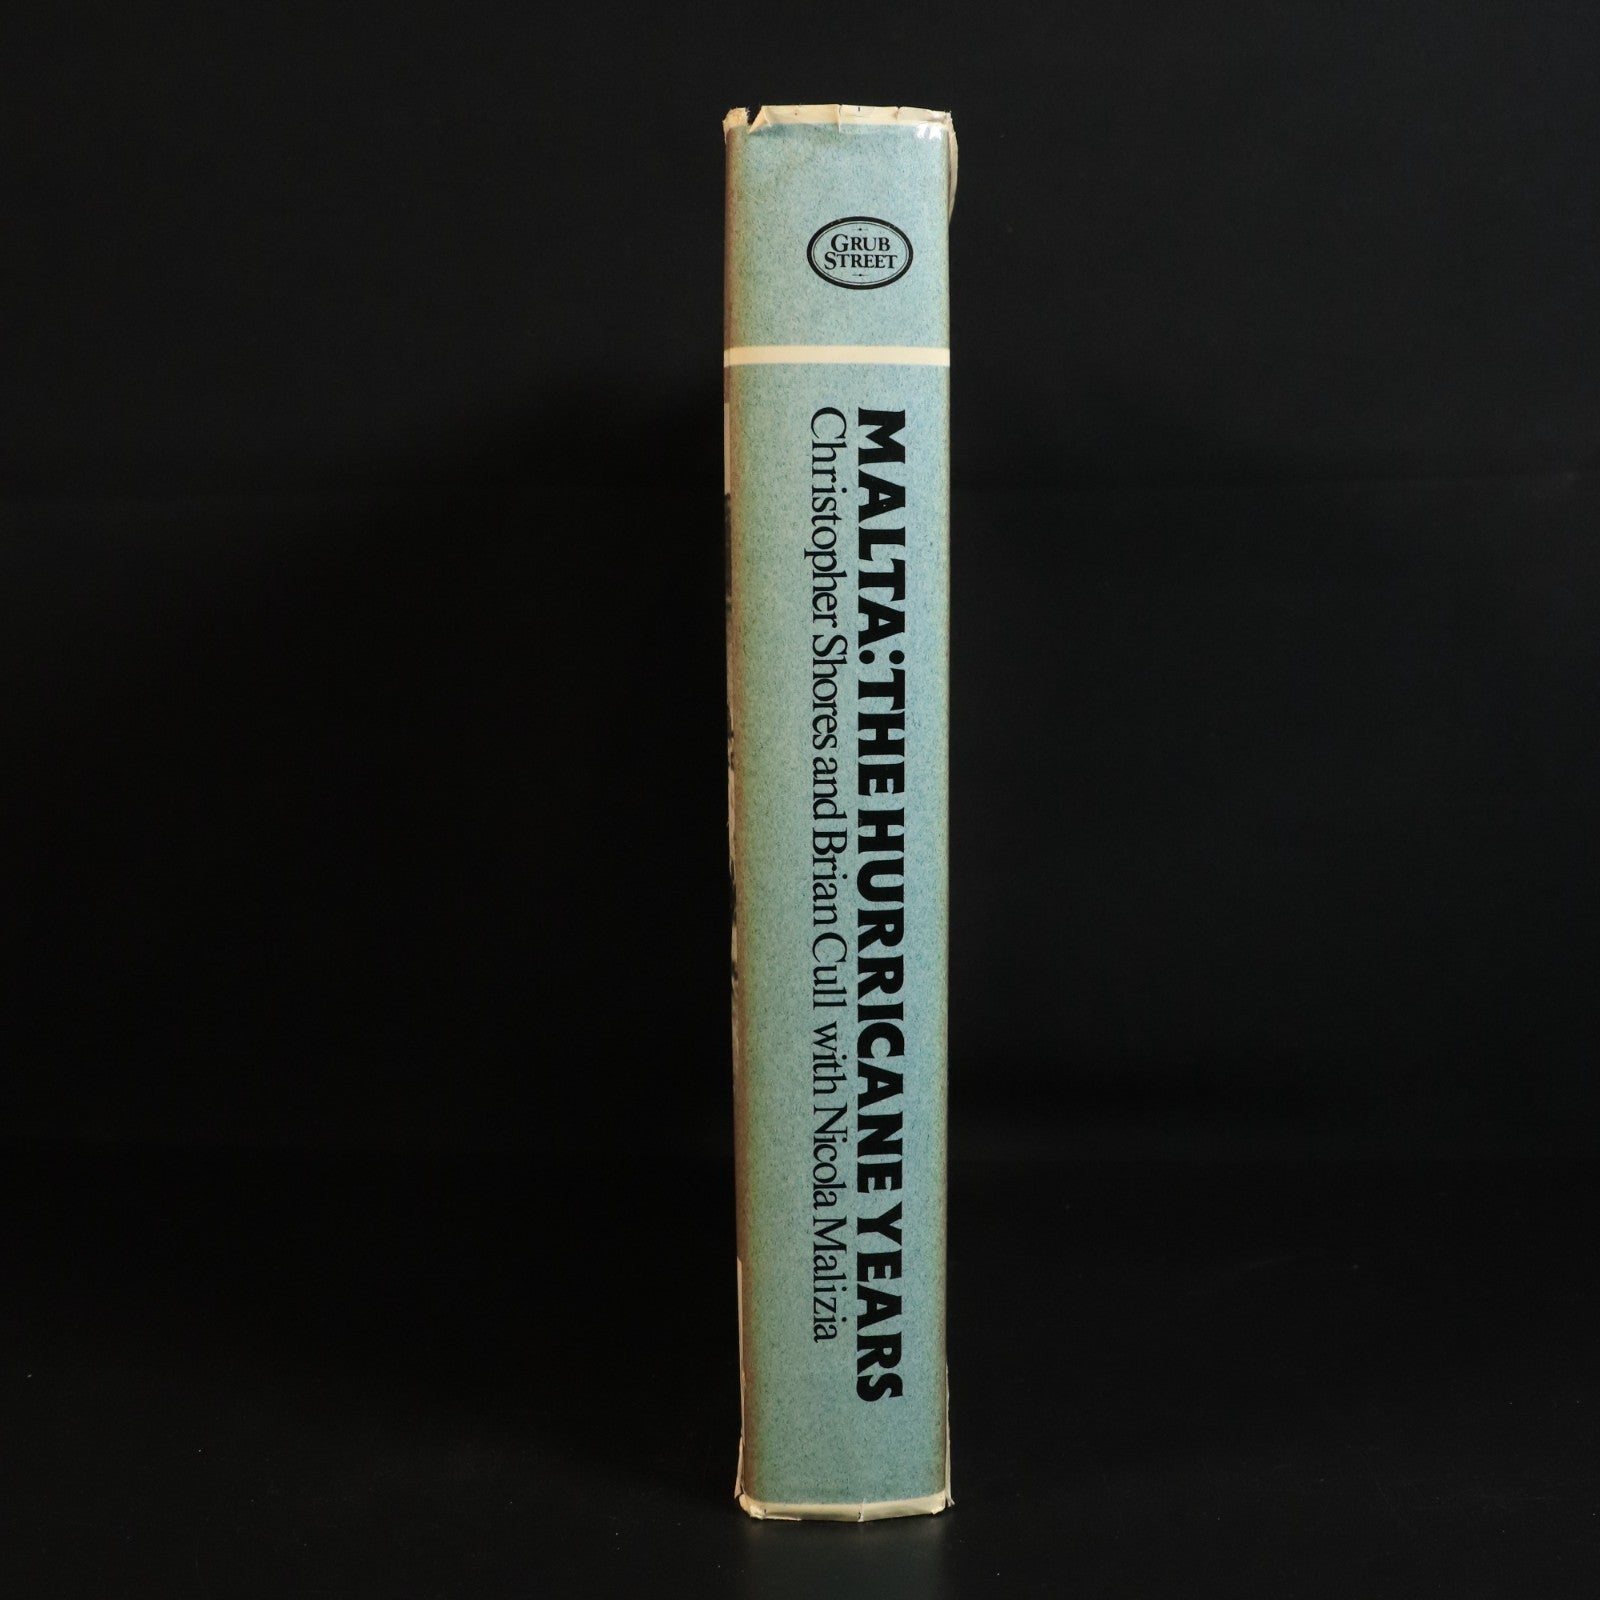 GRUB
STREET
MALTA: THE HURRICANE YEARS
Christopher Shores and Brian Cull with Nicola Malizia